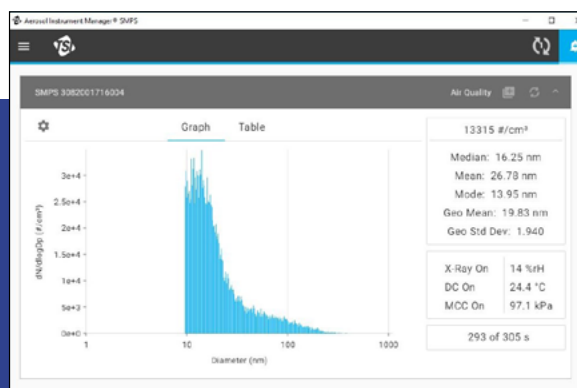 Aerosol Instrument Manager® SMPS
TSI
SMPS 3082001716004
Air Quality
Graph
Table
13315 #/cm³
Median: 16.25 nm
Mean: 26.78 nm
Mode: 13.95 nm
Geo Mean: 19.83 nm
Geo Std Dev: 1.940
X-Ray On
14 %rH
DC On
24.4 °C
MCC On
97.1 kPa
293 of 305 s
dN/dlogDp (#/cm³)
3e+4
2.5e+4
2e+4
1.5e+4
1e+4
5e+3
0e+0
1
10
100
1000
Diameter (nm)